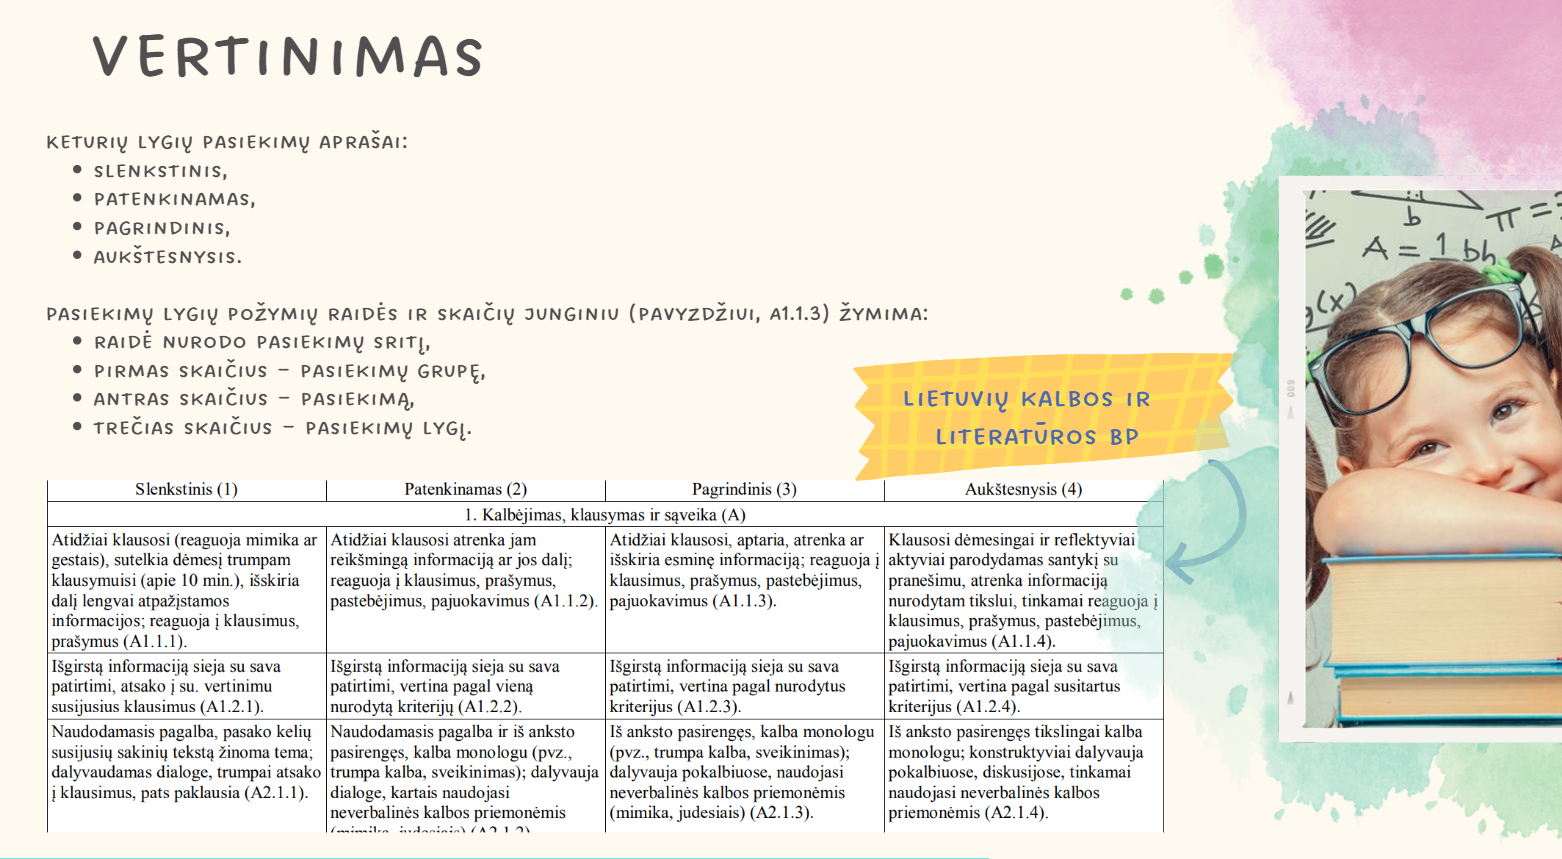 VERTINIMAS
KETURIŲ LYGIŲ PASIEKIMŲ APRAŠAI:
• SLENKSTINIS,
• PATENKINAMAS,
• PAGRINDINIS,
• AUKŠTESNYSIS.
PASIEKIMŲ LYGIŲ POŽYMIŲ RAIDĖS IR SKAIČIŲ JUNGINIU (PAVYZDŽIUI, A1.1.3) ŽYMIMA:
• RAIDĖ NURODO PASIEKIMŲ SRITĮ,
• PIRMAS SKAIČIUS – PASIEKIMŲ GRUPĘ,
• ANTRAS SKAIČIUS – PASIEKIMĄ,
• TREČIAS SKAIČIUS – PASIEKIMŲ LYGĮ.
LIETUVIŲ KALBOS IR
LITERATŪROS BP
Slenkstinis (1)
Patenkinamas (2)
Pagrindinis (3)
Aukštesnysis (4)
1. Kalbėjimas, klausymas ir sąveika (A)
Atidžiai klausosi (reaguoja mimika ar
gestais), sutelkia dėmesį trumpam
klausymuisi (apie 10 min.), išskiria
dalį lengvai atpažįstamos
informacijos; reaguoja į klausimus,
prašymus (A1.1.1).
Atidžiai klausosi atrenka jam
reikšmingą informaciją ar jos dalį;
reaguoja į klausimus, prašymus,
pastebėjimus, pajuokavimus (A1.1.2).
Atidžiai klausosi, aptaria, atrenka ar
išskiria esminę informaciją; reaguoja į
klausimus, prašymus, pastebėjimus,
pajuokavimus (A1.1.3).
Klausosi dėmesingai ir reflektyviai
aktyviai parodydamas santykį su
pranešimu, atrenka informaciją
nurodytam tikslui, tinkamai reaguoja į
klausimus, prašymus, pastebėjimus,
pajuokavimus (A1.1.4).
Išgirstą informaciją sieja su sava
patirtimi, atsako į su. vertinimu
susijusius klausimus (A1.2.1).
Išgirstą informaciją sieja su sava
patirtimi, vertina pagal vieną
nurodytą kriterijų (A1.2.2).
Išgirstą informaciją sieja su sava
patirtimi, vertina pagal nurodytus
kriterijus (A1.2.3).
Išgirstą informaciją sieja su sava
patirtimi, vertina pagal susitartus
kriterijus (A1.2.4).
Naudodamasis pagalba, pasako kelių
susijusių sakinių tekstą žinoma tema;
dalyvaudamas dialoge, trumpai atsako
į klausimus, pats paklausia (A2.1.1).
Naudodamasis pagalba ir iš anksto
pasirengęs, kalba monologu (pvz.,
trumpa kalba, sveikinimas); dalyvauja
dialoge, kartais naudojasi
neverbalinės kalbos priemonėmis
(mimika, judesiais) (A2.1.2).
Iš anksto pasirengęs, kalba monologu
(pvz., trumpa kalba, sveikinimas);
dalyvauja pokalbiuose, naudojasi
neverbalinės kalbos priemonėmis
(mimika, judesiais) (A2.1.3).
Iš anksto pasirengęs tikslingai kalba
monologu; konstruktyviai dalyvauja
pokalbiuose, diskusijose, tinkamai
naudojasi neverbalinės kalbos
priemonėmis (A2.1.4).
b
π =
A = 1 bh
g(x)
600